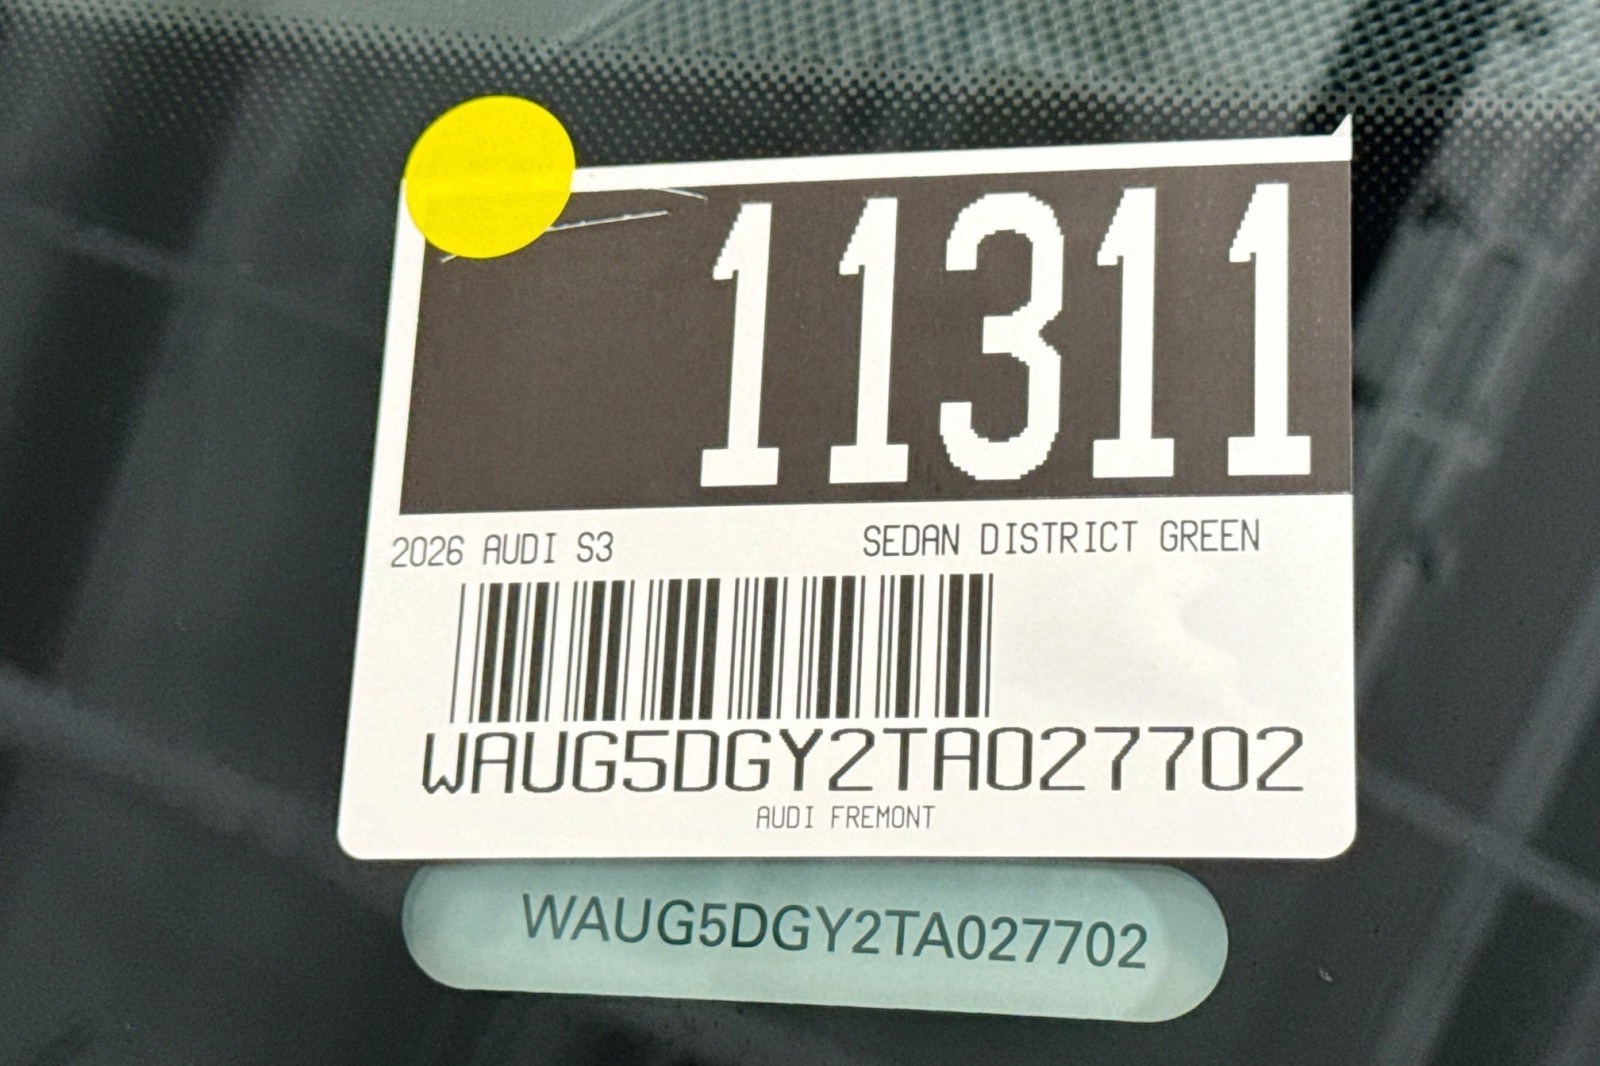 11311
2026 AUDI S3 SEDAN DISTRICT GREEN
WAUG5DGY2TA027702
AUDI FREMONT
WAUG5DGY2TA027702